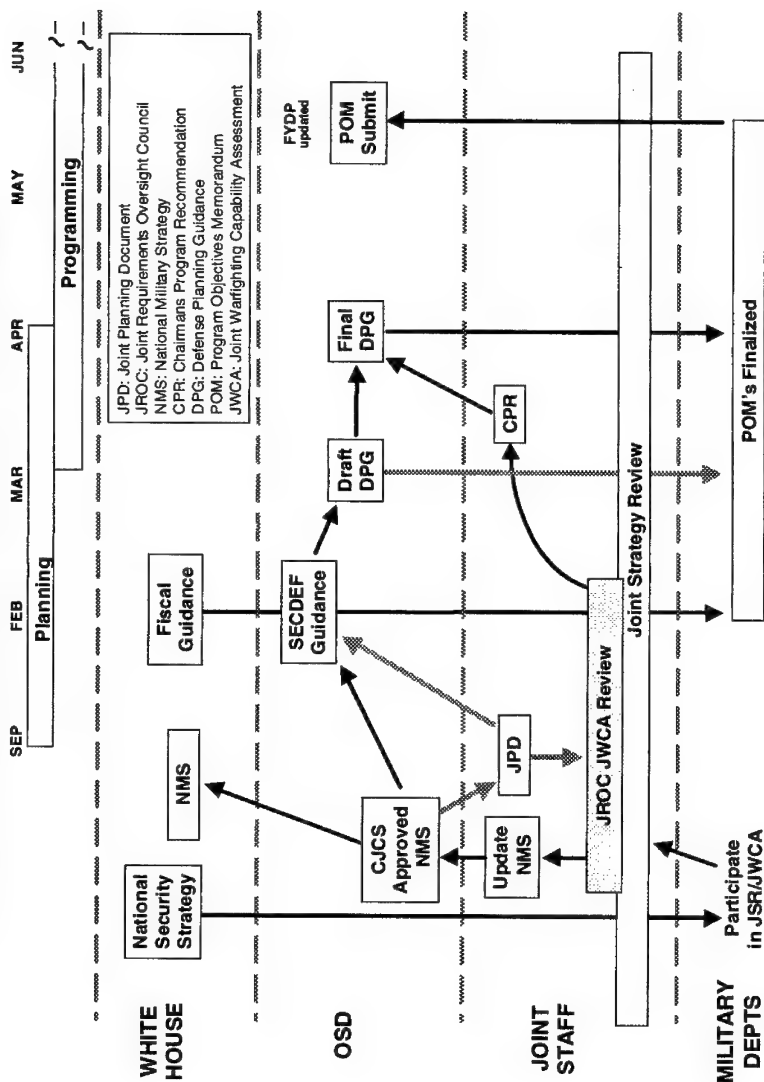 SEP FEB MAR APR MAY JUN
Planning
Programming
WHITE
HOUSE
National
Security
Strategy
NMS
Fiscal
Guidance
JPD: Joint Planning Document
JROC: Joint Requirements Oversight Council
NMS: National Military Strategy
CPR: Chairmans Program Recommendation
DPG: Defense Planning Guidance
POM: Program Objectives Memorandum
JWCA: Joint Warfighting Capability Assessment
OSD
CJCS
Approved
NMS
SECDEF
Guidance
Draft
DPG
Final
DPG
FYDP
updated
POM
Submit
JOINT
STAFF
Update
NMS
JPD
CPR
JROC JWCA Review
Joint Strategy Review
MILITARY
DEPTS
Participate
in JSR/JWCA
POM's Finalized